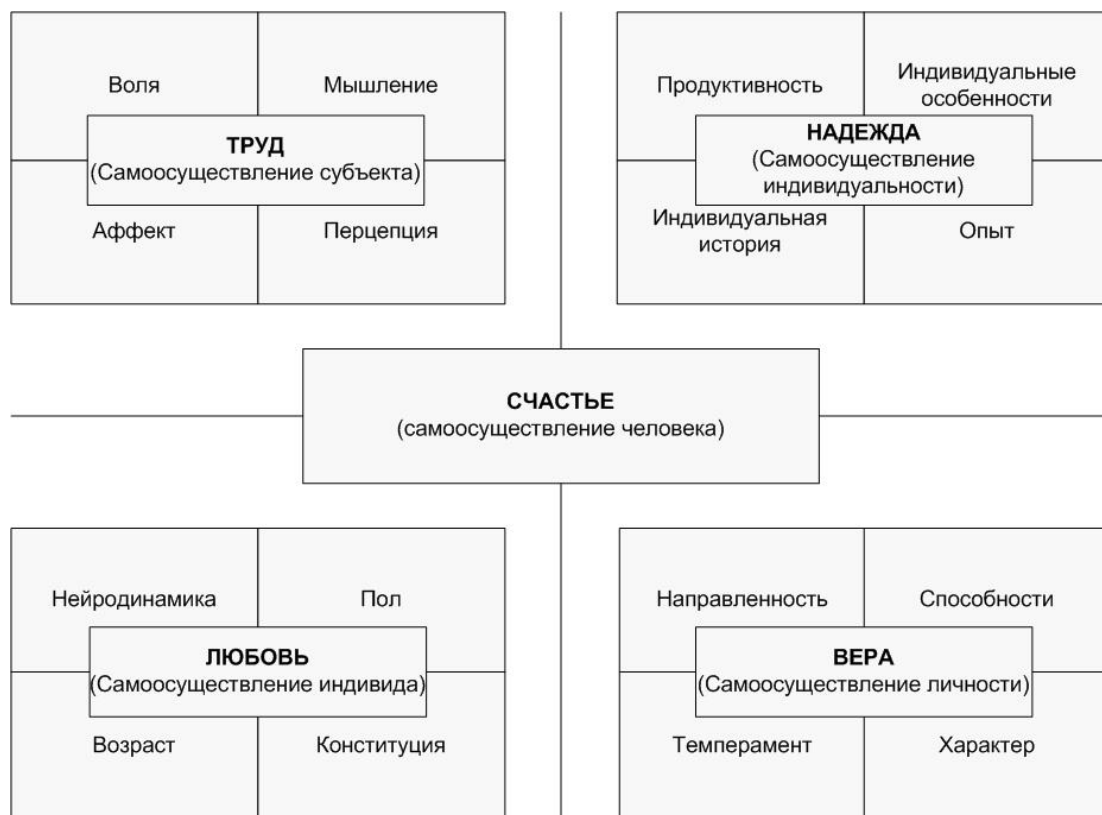 Воля
Мышление
ТРУД
(Самоосуществление субъекта)
Аффект
Перцепция
Продуктивность
Индивидуальные
особенности
НАДЕЖДА
(Самоосуществление
индивидуальности)
Индивидуальная
история
Опыт
СЧАСТЬЕ
(самоосуществление человека)
Нейродинамика
Пол
ЛЮБОВЬ
(Самоосуществление индивида)
Возраст
Конституция
Направленность
Способности
ВЕРА
(Самоосуществление личности)
Темперамент
Характер